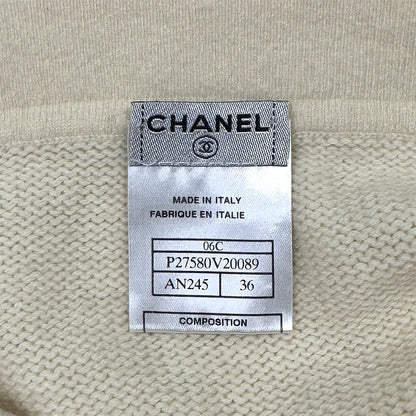 CHANEL
MADE IN ITALY
FABRIQUE EN ITALIE
06C
P27580V20089
AN245 36
COMPOSITION